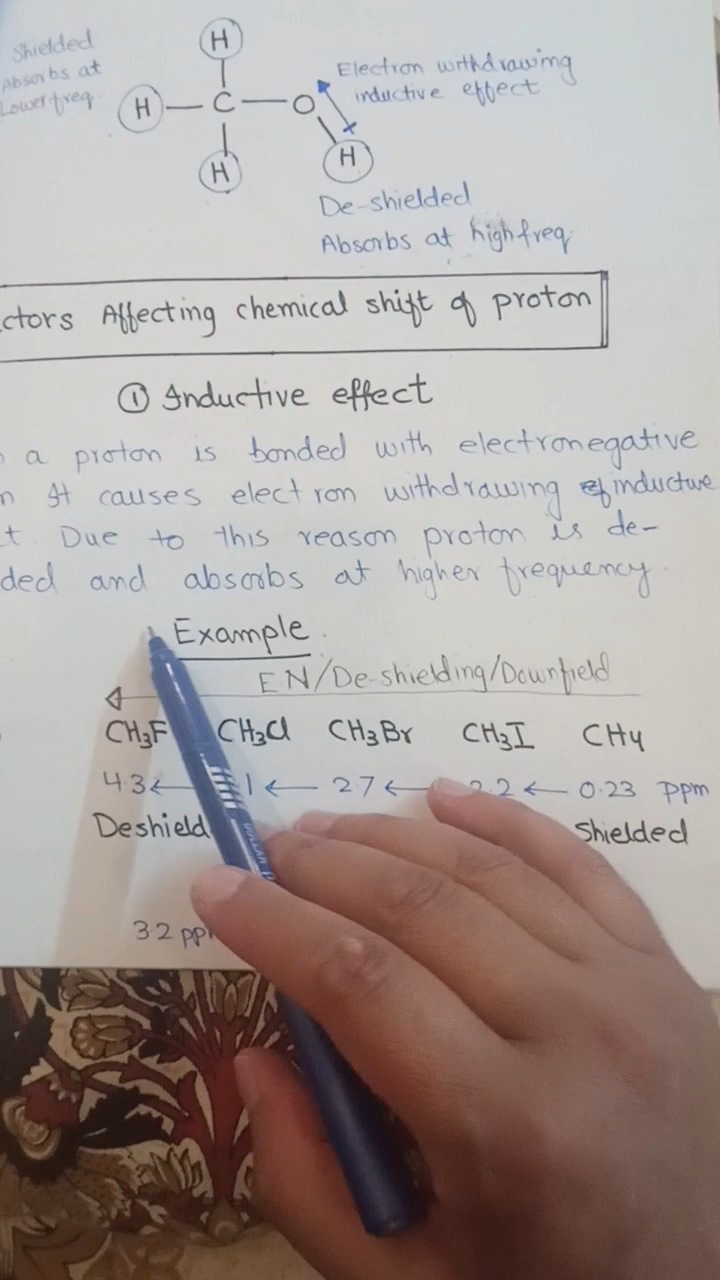 Shielded
Absorbs at
Lower freq.
H
H — C — O
H
H
Electron withdrawing
inductive effect
De-shielded
Absorbs at high freq.
ctors Affecting chemical shift of proton
① Inductive effect
a proton is bonded with electronegative
n It causes electron withdrawing inductive
t Due to this reason proton is de-
ded and absorbs at higher frequency.
Example.
EN/De-shielding/Downfield
CH3F CH3Cl CH3Br CH3I CH4
4.3 ← 1 ← 2.7 ← 2.2 ← 0.23 ppm
Deshield Shielded
3.2 pp